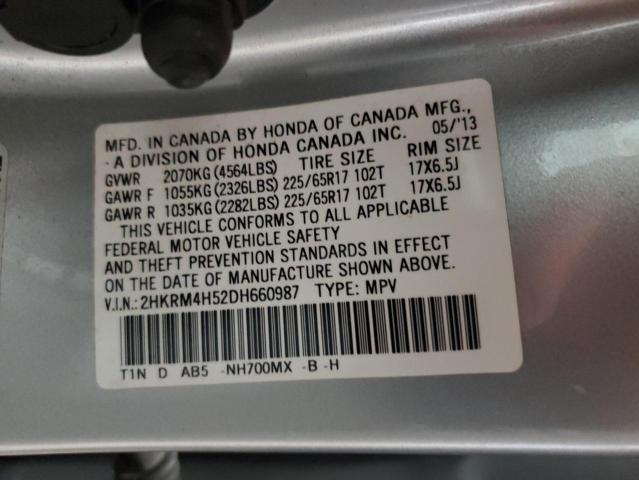 MFD. IN CANADA BY HONDA OF CANADA MFG.,
A DIVISION OF HONDA CANADA INC. 05/'13
GVWR 2070KG (4564LBS) TIRE SIZE RIM SIZE
GAWR F 1055KG (2326LBS) 225/65R17 102T 17X6.5J
GAWR R 1035KG (2282LBS) 225/65R17 102T 17X6.5J
THIS VEHICLE CONFORMS TO ALL APPLICABLE
FEDERAL MOTOR VEHICLE SAFETY
AND THEFT PREVENTION STANDARDS IN EFFECT
ON THE DATE OF MANUFACTURE SHOWN ABOVE.
V.I.N.: 2HKRM4H52DH660987 TYPE: MPV
T1N D AB5 -NH700MX -B -H